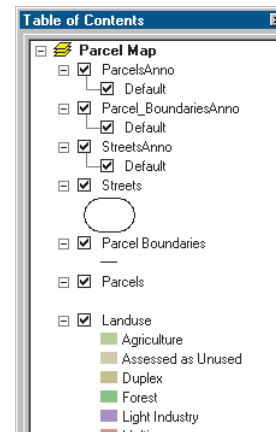 Table of Contents
Parcel Map
ParcelsAnno
Default
Parcel_BoundariesAnno
Default
StreetsAnno
Default
Streets
Parcel Boundaries
Parcels
Landuse
Agriculture
Assessed as Unused
Duplex
Forest
Light Industry